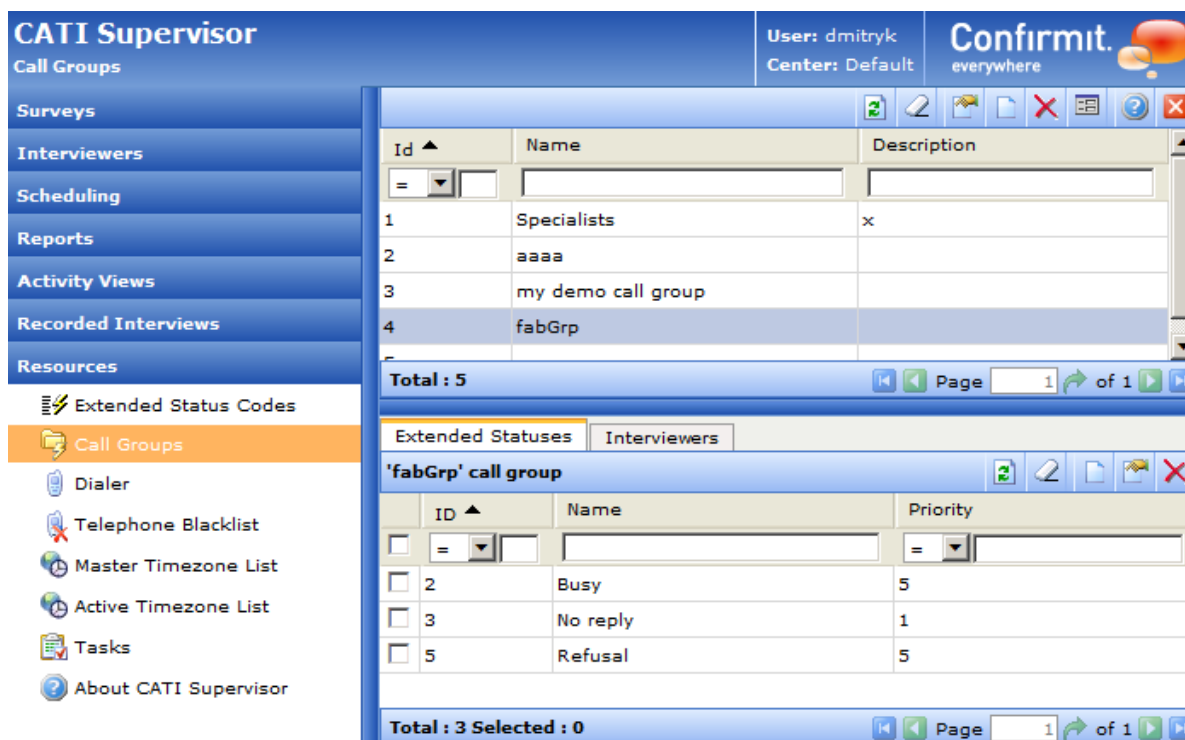 CATI Supervisor
Call Groups
User: dmitryk
Center: Default
Confirmit.
everywhere
Surveys
Interviewers
Scheduling
Reports
Activity Views
Recorded Interviews
Resources
Extended Status Codes
Call Groups
Dialer
Telephone Blacklist
Master Timezone List
Active Timezone List
Tasks
About CATI Supervisor
Id Name Description
=
1 Specialists x
2 aaaa
3 my demo call group
4 fabGrp
Total : 5 Page 1 of 1
Extended Statuses Interviewers
'fabGrp' call group
ID Name Priority
= =
2 Busy 5
3 No reply 1
5 Refusal 5
Total : 3 Selected : 0 Page 1 of 1